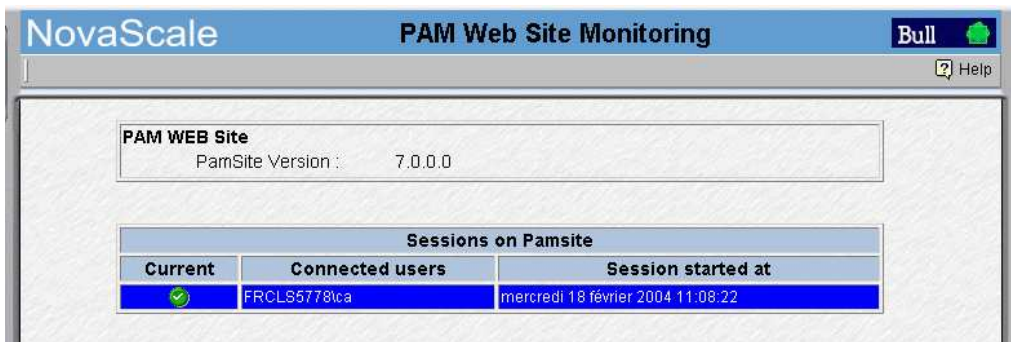 NovaScale PAM Web Site Monitoring Bull
? Help
PAM WEB Site
PamSite Version : 7.0.0.0
Sessions on Pamsite
Current Connected users Session started at
FRCLS5778\ca mercredi 18 février 2004 11:08:22